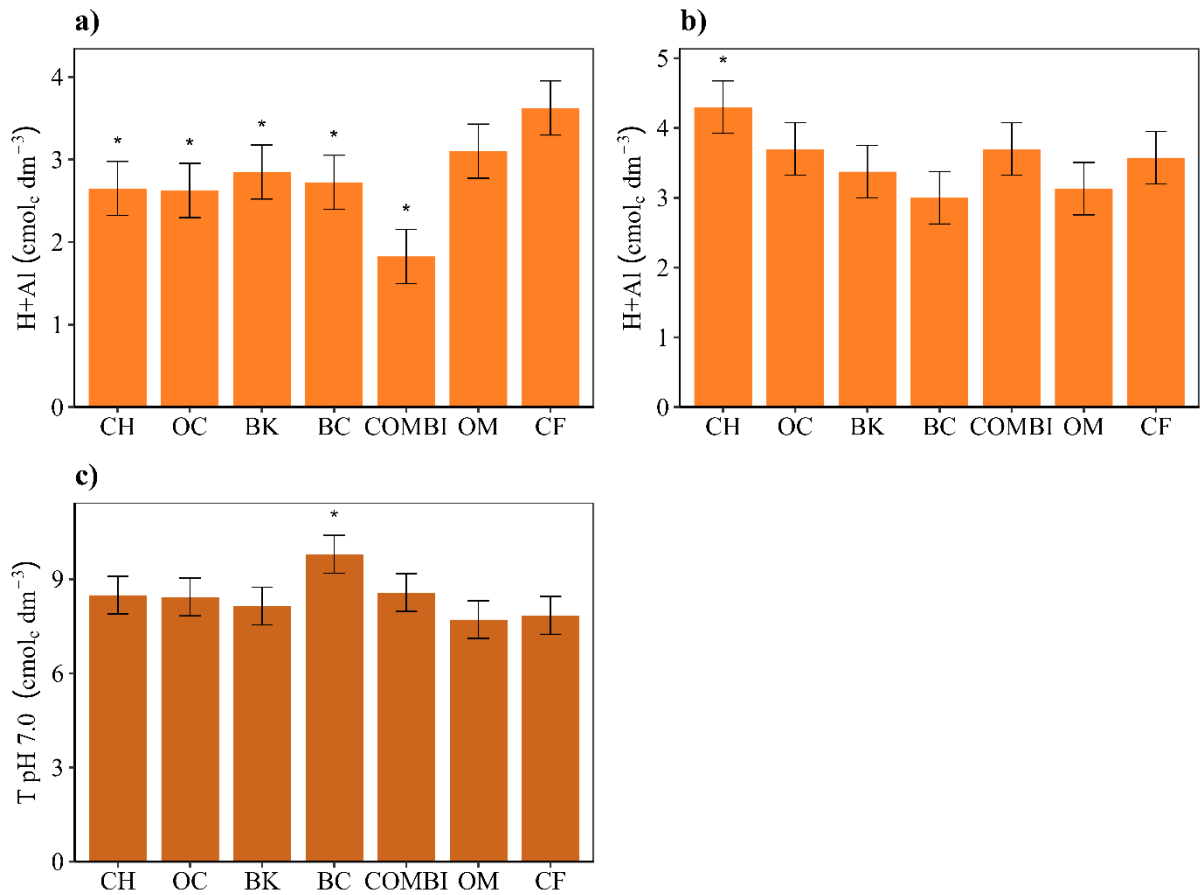 a)
H+Al (cmolc dm−3)
4
3
2
1
0
* * * * *
CH OC BK BC COMBI OM CF
b)
H+Al (cmolc dm−3)
5
4
3
2
1
0
*
CH OC BK BC COMBI OM CF
c)
T pH 7.0 (cmolc dm−3)
9
6
3
0
*
CH OC BK BC COMBI OM CF